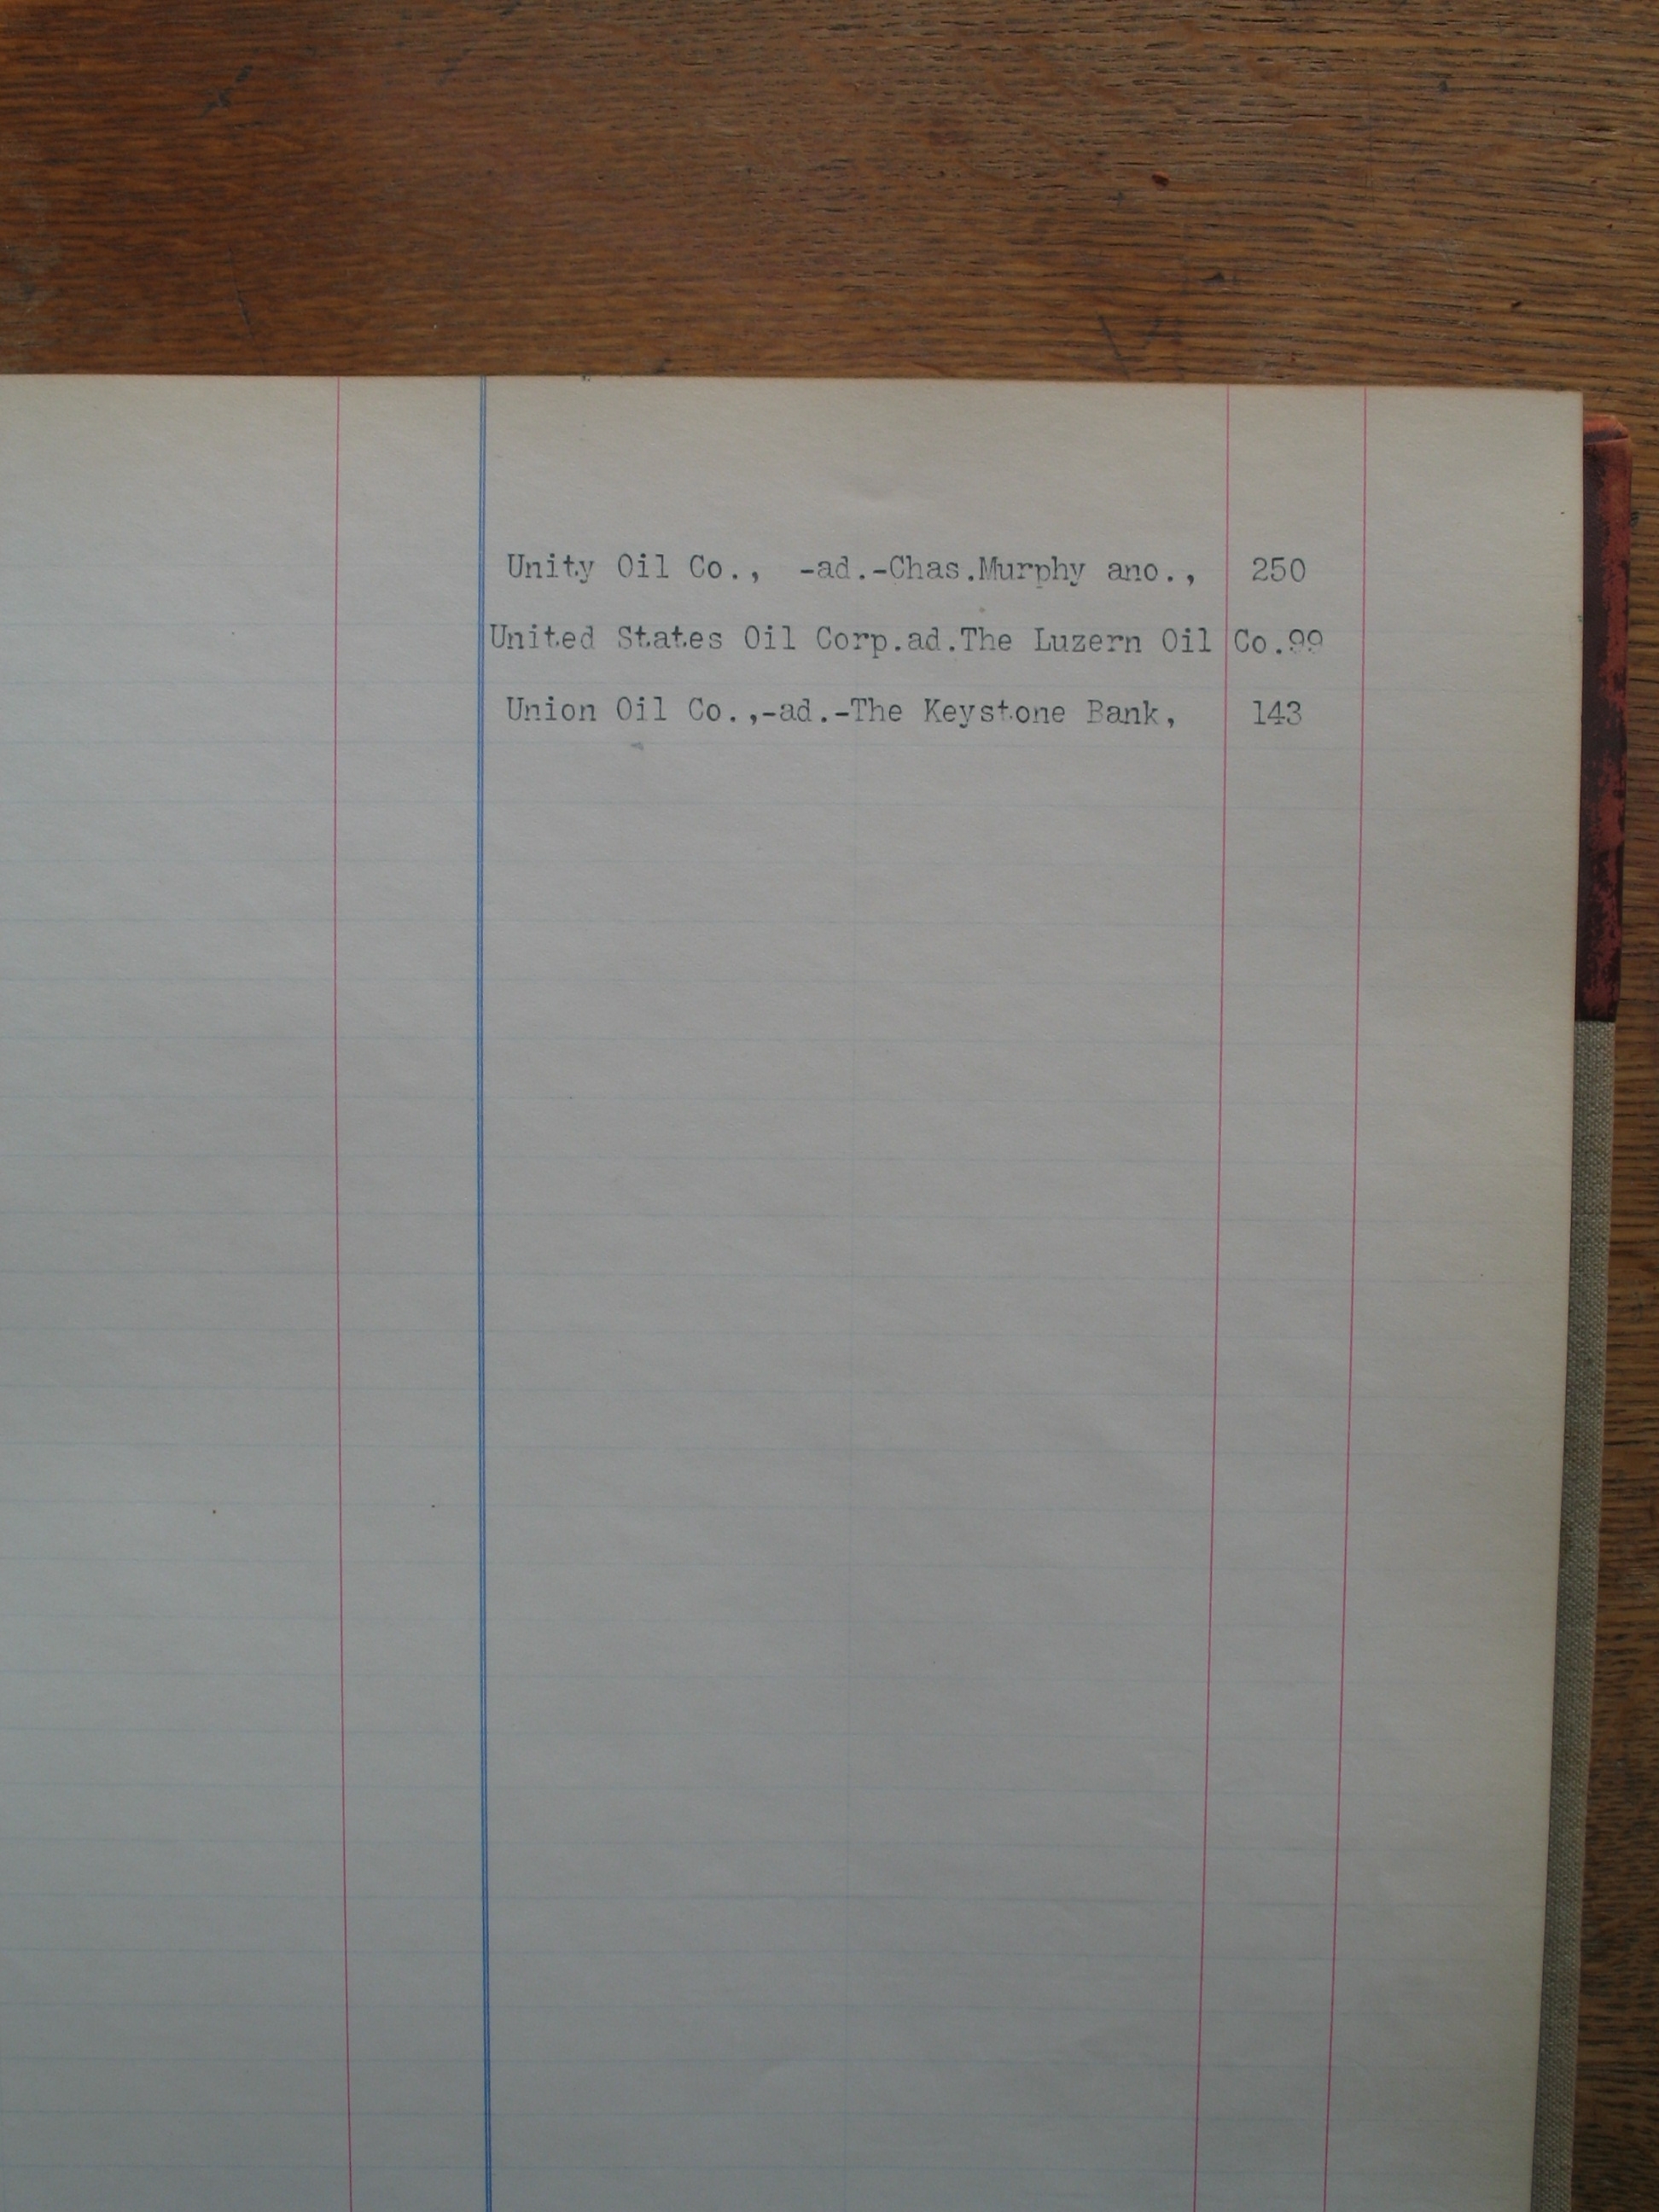 Unity Oil Co., -ad.-Chas.Murphy ano., 250
United States Oil Corp.ad.The Luzern Oil Co.99
Union Oil Co.,-ad.-The Keystone Bank, 143